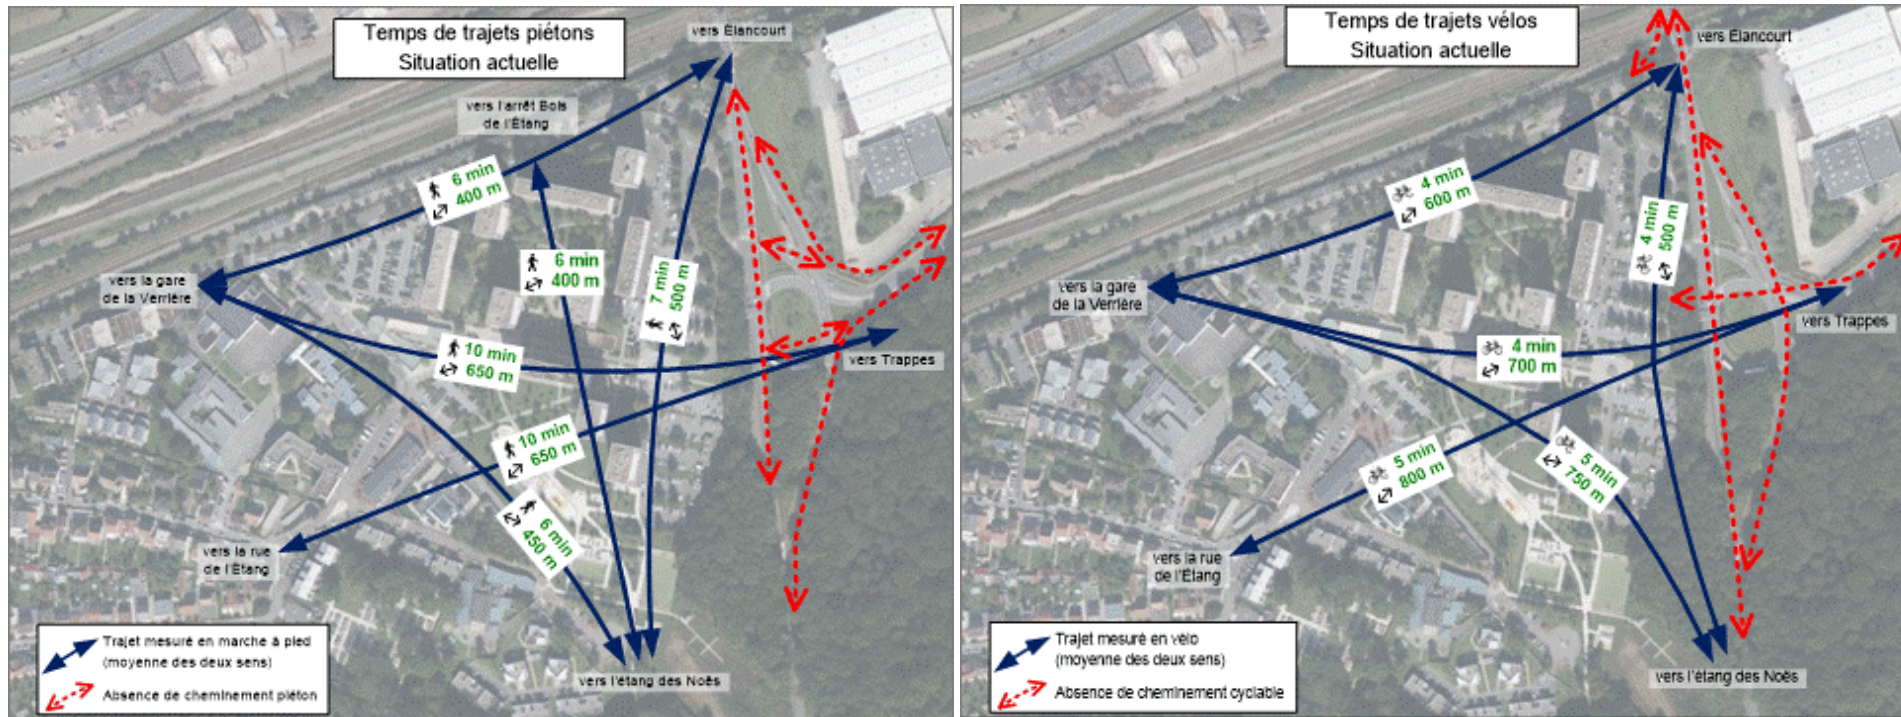 Temps de trajets piétons
Situation actuelle
vers Élancourt
vers l'arrêt Bois
de l'Étang
6 min
400 m
vers la gare
de la Verrière
6 min
400 m
7 min
500 m
10 min
650 m
vers Trappes
10 min
650 m
6 min
450 m
vers la rue
de l'Étang
vers l'étang des Noës
Trajet mesuré en marche à pied
(moyenne des deux sens)
Absence de cheminement piéton
Temps de trajets vélos
Situation actuelle
vers Élancourt
4 min
600 m
4 min
500 m
vers la gare
de la Verrière
vers Trappes
4 min
700 m
5 min
800 m
5 min
750 m
vers la rue
de l'Étang
vers l'étang des Noës
Trajet mesuré en vélo
(moyenne des deux sens)
Absence de cheminement cyclable